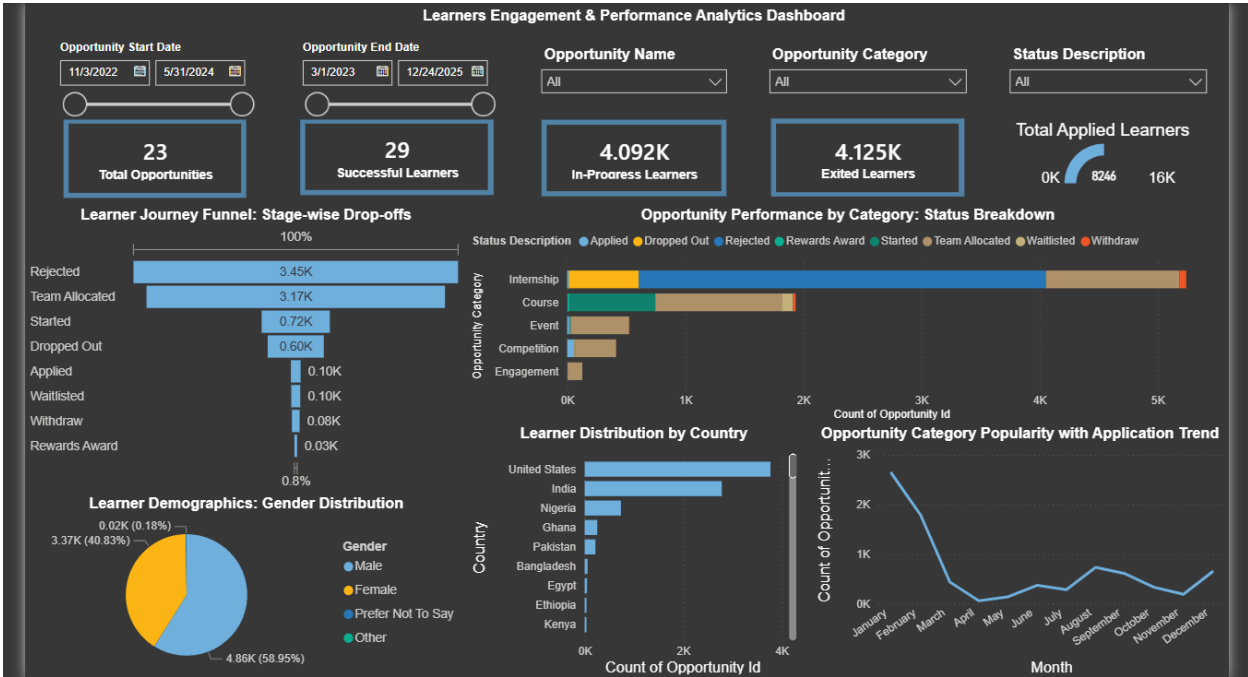 Learners Engagement & Performance Analytics Dashboard
Opportunity Start Date
11/3/2022
5/31/2024
Opportunity End Date
3/1/2023
12/24/2025
Opportunity Name
All
Opportunity Category
All
Status Description
All
23
Total Opportunities
29
Successful Learners
4.092K
In-Progress Learners
4.125K
Exited Learners
Total Applied Learners
0K
8246
16K
Learner Journey Funnel: Stage-wise Drop-offs
100%
Rejected 3.45K
Team Allocated 3.17K
Started 0.72K
Dropped Out 0.60K
Applied 0.10K
Waitlisted 0.10K
Withdraw 0.08K
Rewards Award 0.03K
0.8%
Opportunity Performance by Category: Status Breakdown
Status Description Applied Dropped Out Rejected Rewards Award Started Team Allocated Waitlisted Withdraw
Opportunity Category
Internship
Course
Event
Competition
Engagement
0K 1K 2K 3K 4K 5K
Count of Opportunity Id
Learner Demographics: Gender Distribution
0.02K (0.18%)
3.37K (40.83%)
4.86K (58.95%)
Gender
Male
Female
Prefer Not To Say
Other
Learner Distribution by Country
Country
United States
India
Nigeria
Ghana
Pakistan
Bangladesh
Egypt
Ethiopia
Kenya
0K 2K 4K
Count of Opportunity Id
Opportunity Category Popularity with Application Trend
Count of Opportunit...
3K
2K
1K
0K
January February March April May June July August September October November December
Month